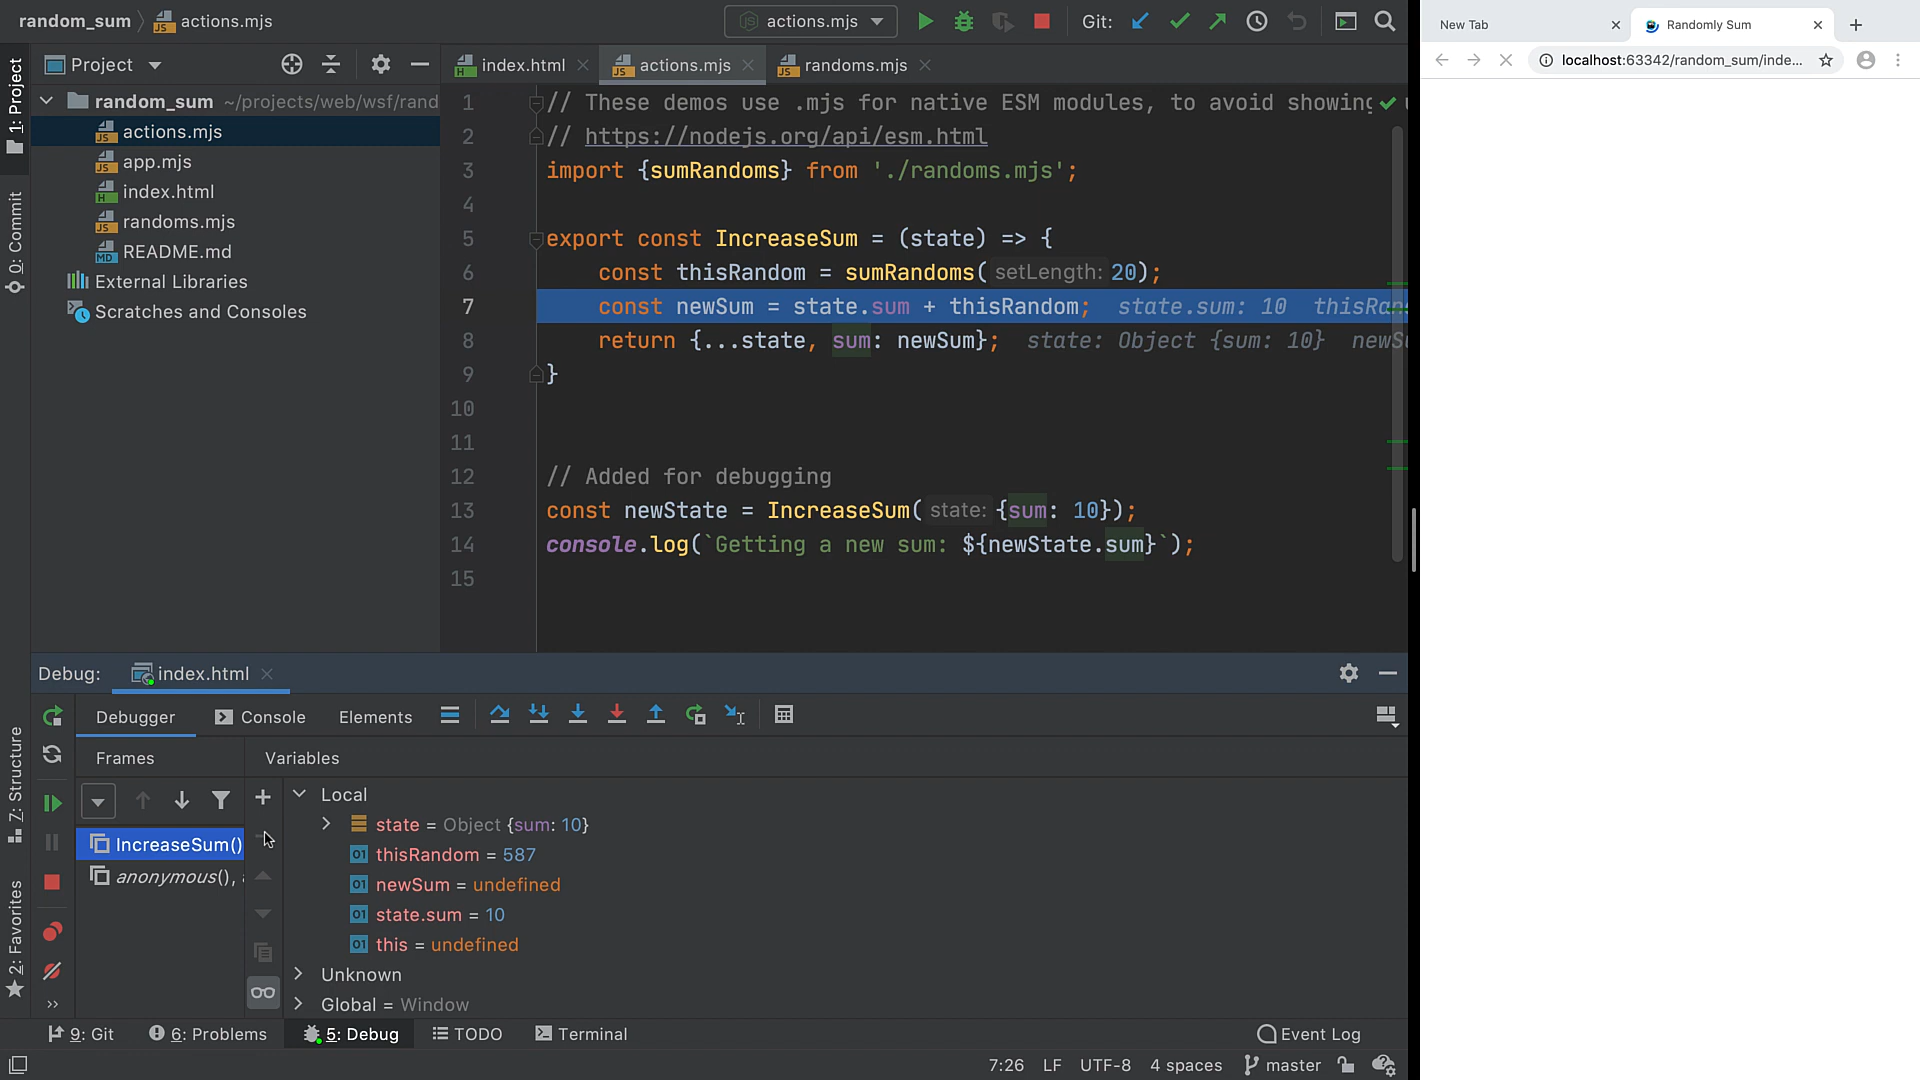 random_sum actions.mjs
actions.mjs
Git:
New Tab
Randomly Sum
localhost:63342/random_sum/inde...
1: Project
0: Commit
7: Structure
2: Favorites
Project
random_sum ~/projects/web/wsf/rand
actions.mjs
app.mjs
index.html
randoms.mjs
README.md
External Libraries
Scratches and Consoles
index.html
actions.mjs
randoms.mjs
1 // These demos use .mjs for native ESM modules, to avoid showing
2 // https://nodejs.org/api/esm.html
3 import {sumRandoms} from './randoms.mjs';
4
5 export const IncreaseSum = (state) => {
6 const thisRandom = sumRandoms( setLength: 20);
7 const newSum = state.sum + thisRandom; state.sum: 10 thisRan
8 return {...state, sum: newSum}; state: Object {sum: 10} newS
9 }
10
11
12 // Added for debugging
13 const newState = IncreaseSum( state: {sum: 10});
14 console.log(`Getting a new sum: ${newState.sum}`);
15
Debug: index.html
Debugger Console Elements
Frames
Variables
IncreaseSum()
anonymous(),
Local
state = Object {sum: 10}
01 thisRandom = 587
01 newSum = undefined
01 state.sum = 10
01 this = undefined
Unknown
Global = Window
9: Git 6: Problems 5: Debug TODO Terminal Event Log
7:26 LF UTF-8 4 spaces master